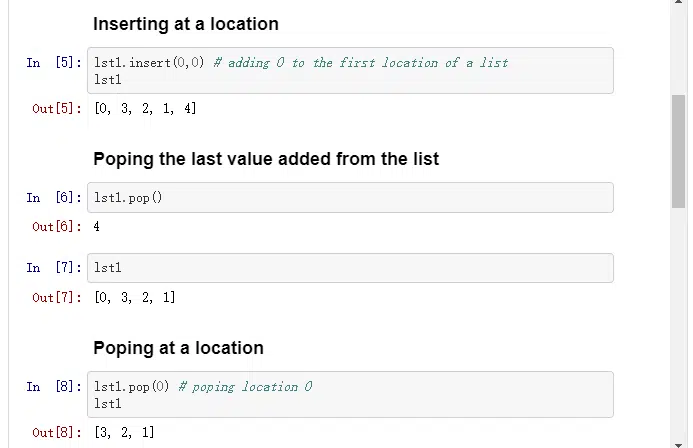 Inserting at a location
In [5]: lst1.insert(0,0) # adding 0 to the first location of a list
lst1
Out[5]: [0, 3, 2, 1, 4]
Poping the last value added from the list
In [6]: lst1.pop()
Out[6]: 4
In [7]: lst1
Out[7]: [0, 3, 2, 1]
Poping at a location
In [8]: lst1.pop(0) # poping location 0
lst1
Out[8]: [3, 2, 1]